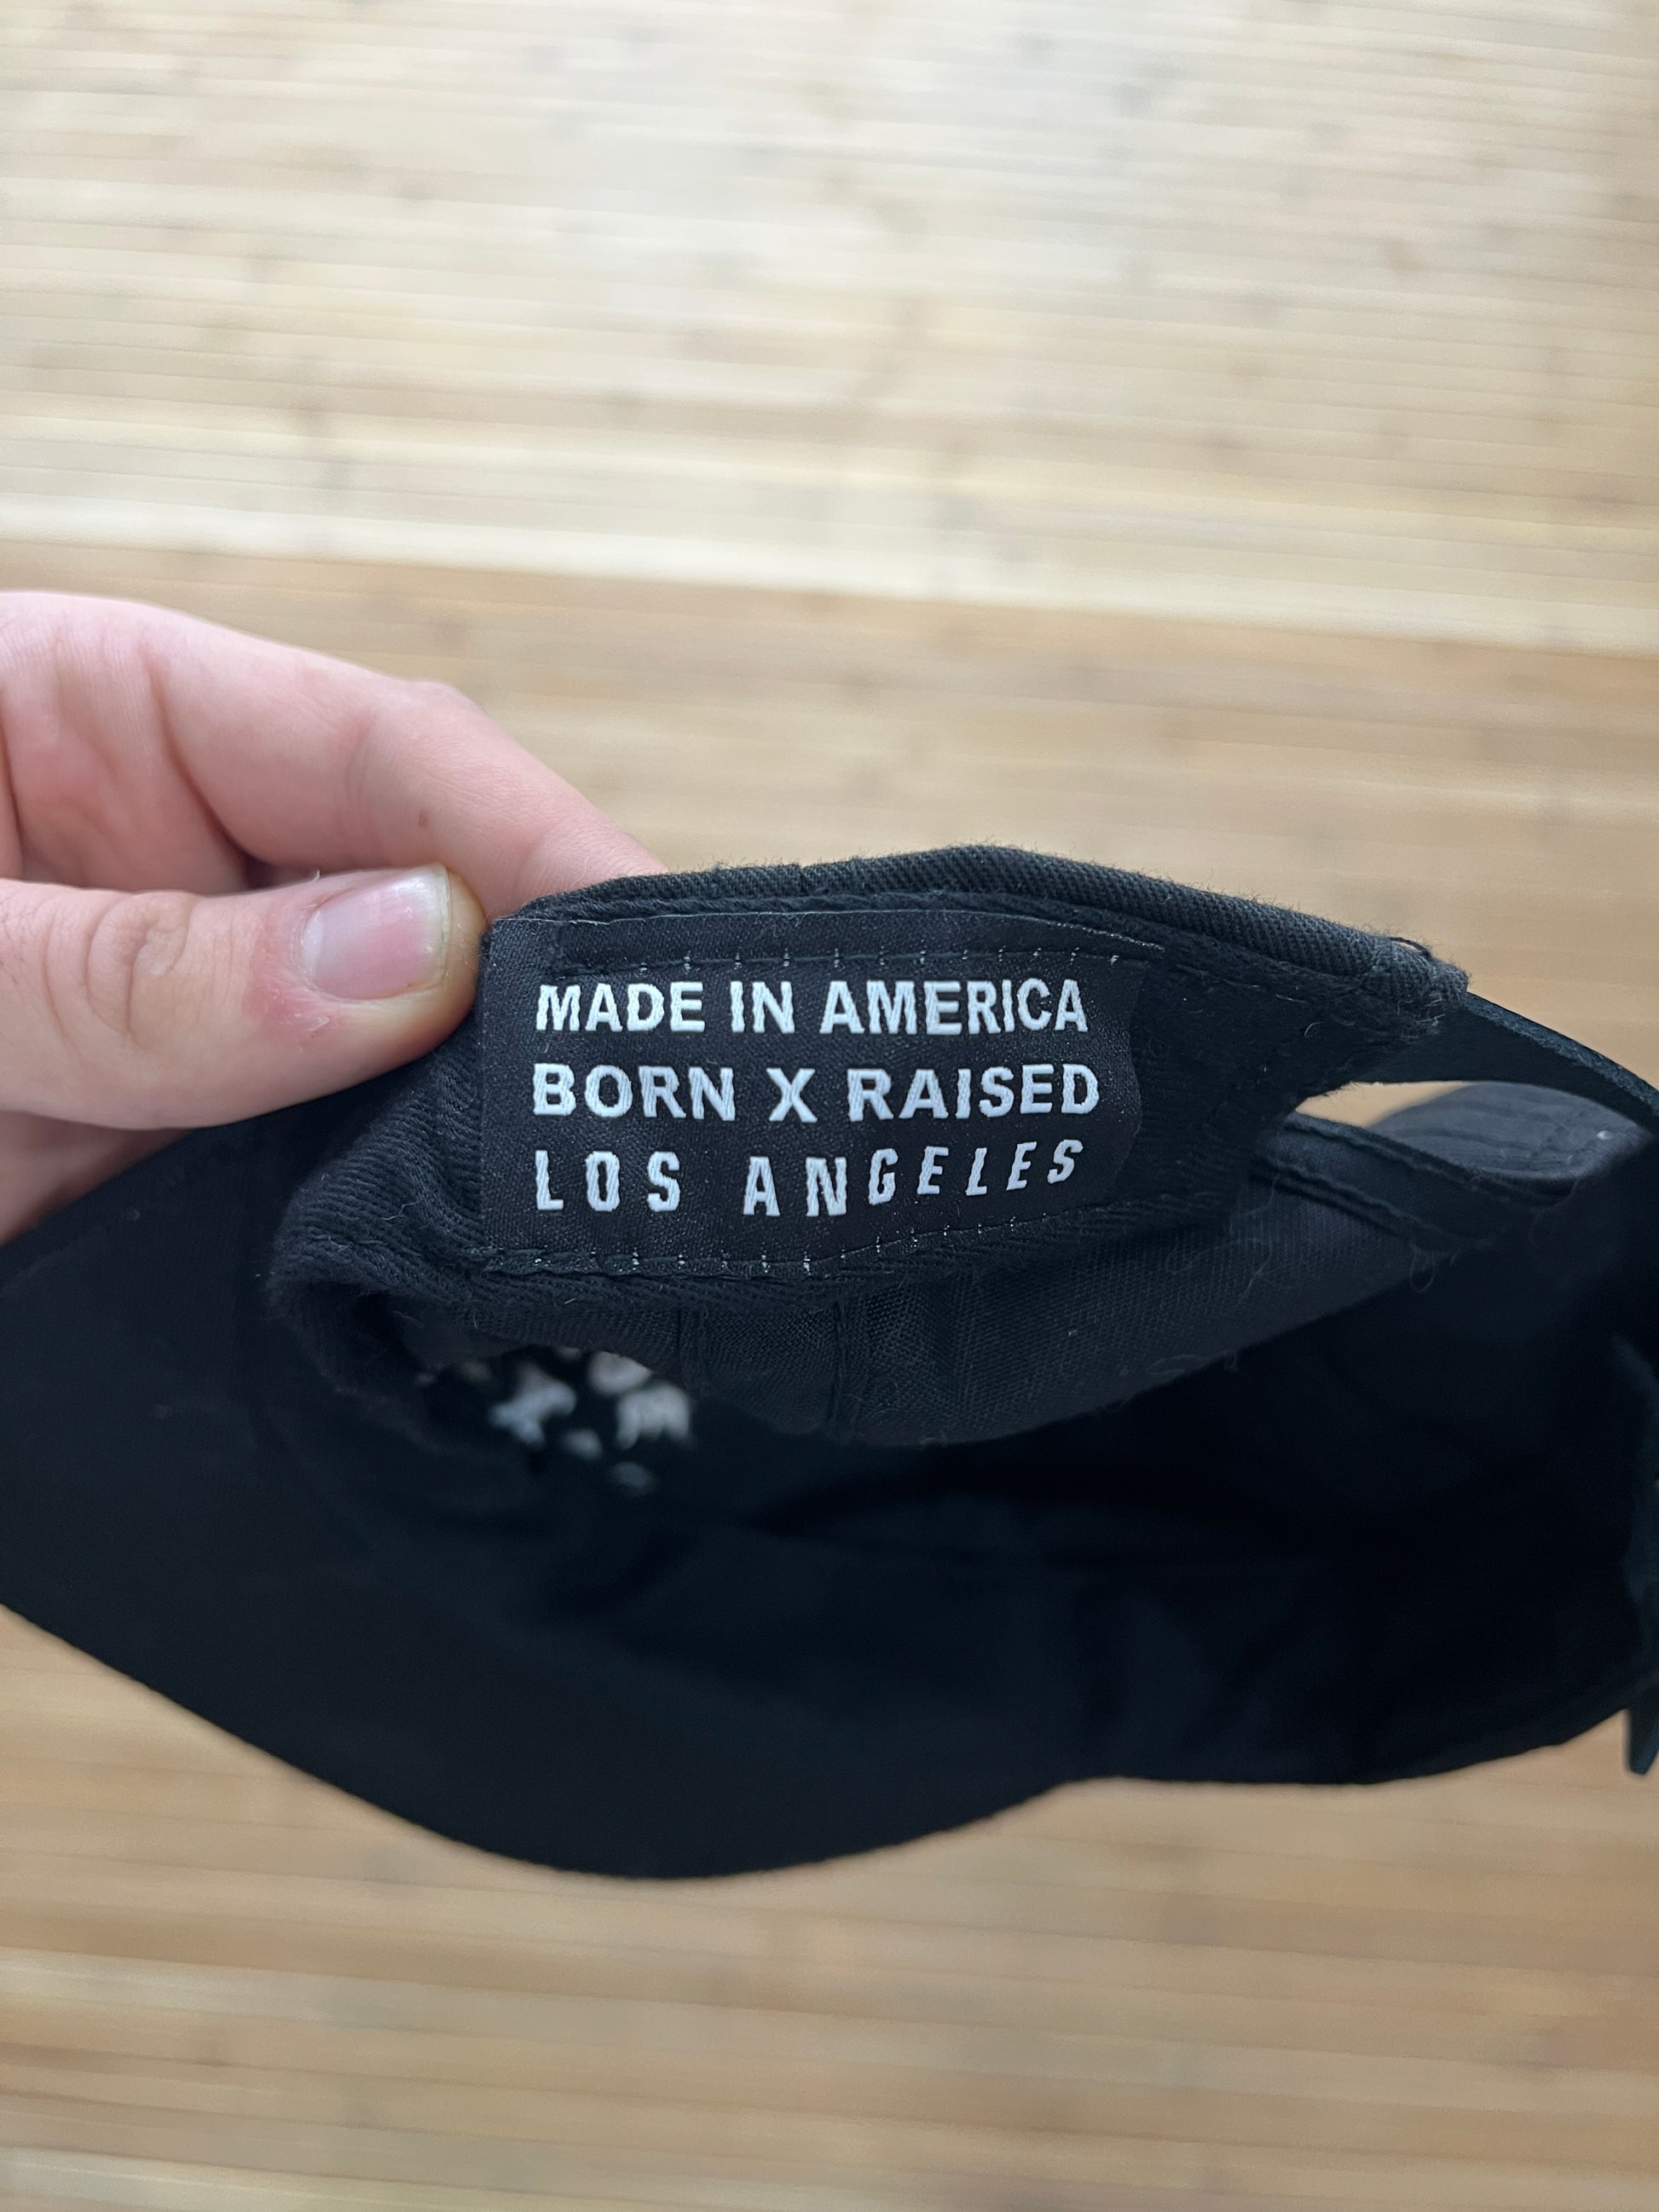 MADE IN AMERICA
BORN X RAISED
LOS ANGELES